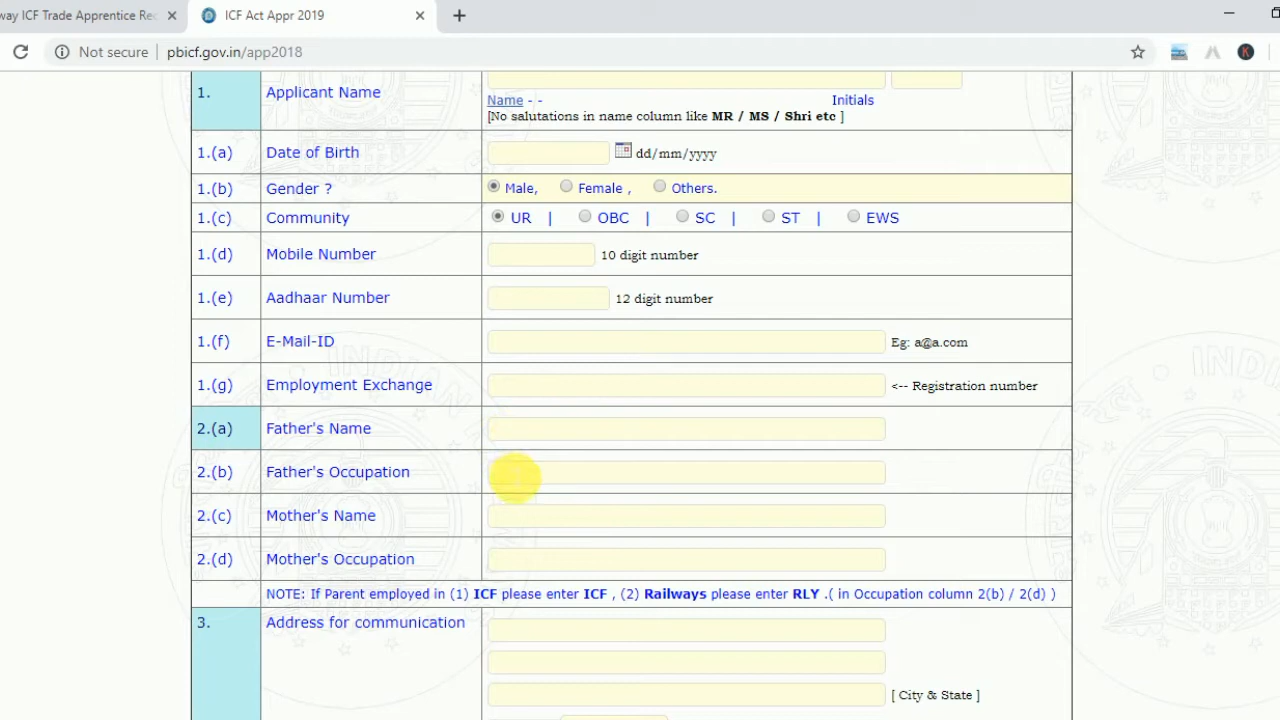 way ICF Trade Apprentice Rec
ICF Act Appr 2019
Not secure | pbicf.gov.in/app2018
1. Applicant Name
Name - - Initials
[No salutations in name column like MR / MS / Shri etc ]
1.(a) Date of Birth dd/mm/yyyy
1.(b) Gender ? Male, Female , Others.
1.(c) Community UR | OBC | SC | ST | EWS
1.(d) Mobile Number 10 digit number
1.(e) Aadhaar Number 12 digit number
1.(f) E-Mail-ID Eg: a@a.com
1.(g) Employment Exchange <-- Registration number
2.(a) Father's Name
2.(b) Father's Occupation
2.(c) Mother's Name
2.(d) Mother's Occupation
NOTE: If Parent employed in (1) ICF please enter ICF , (2) Railways please enter RLY .( in Occupation column 2(b) / 2(d) )
3. Address for communication
[ City & State ]
K